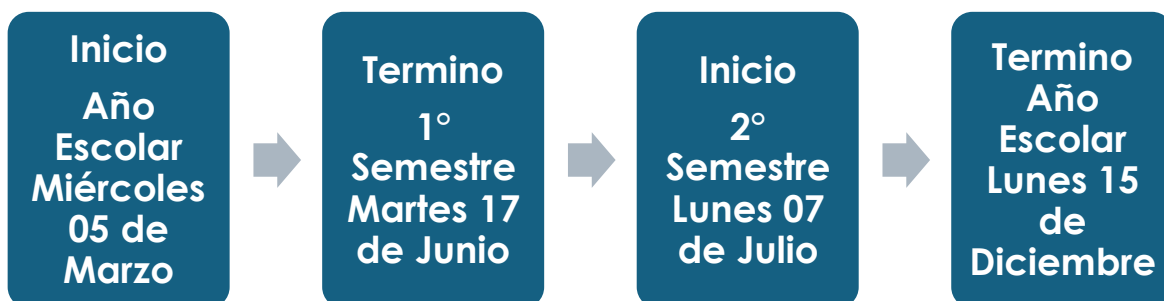 Inicio
Año
Escolar
Miércoles
05 de
Marzo
Termino
1°
Semestre
Martes 17
de Junio
Inicio
2°
Semestre
Lunes 07
de Julio
Termino
Año
Escolar
Lunes 15
de
Diciembre